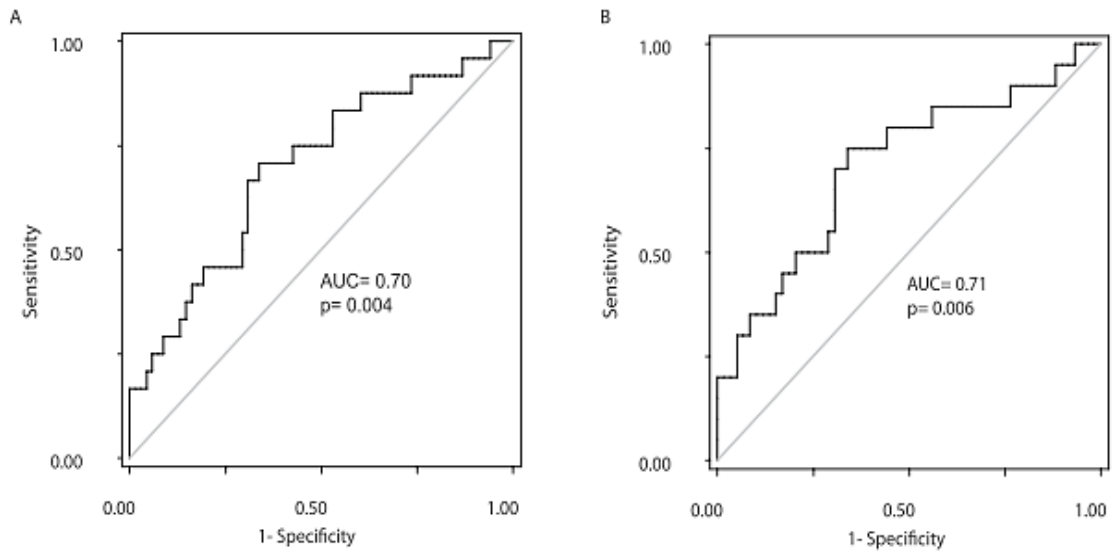 A
1.00
0.50
0.00
Sensitivity
AUC= 0.70
p= 0.004
0.00
0.50
1.00
1- Specificity
B
1.00
0.50
0.00
Sensitivity
AUC= 0.71
p= 0.006
0.00
0.50
1.00
1- Specificity